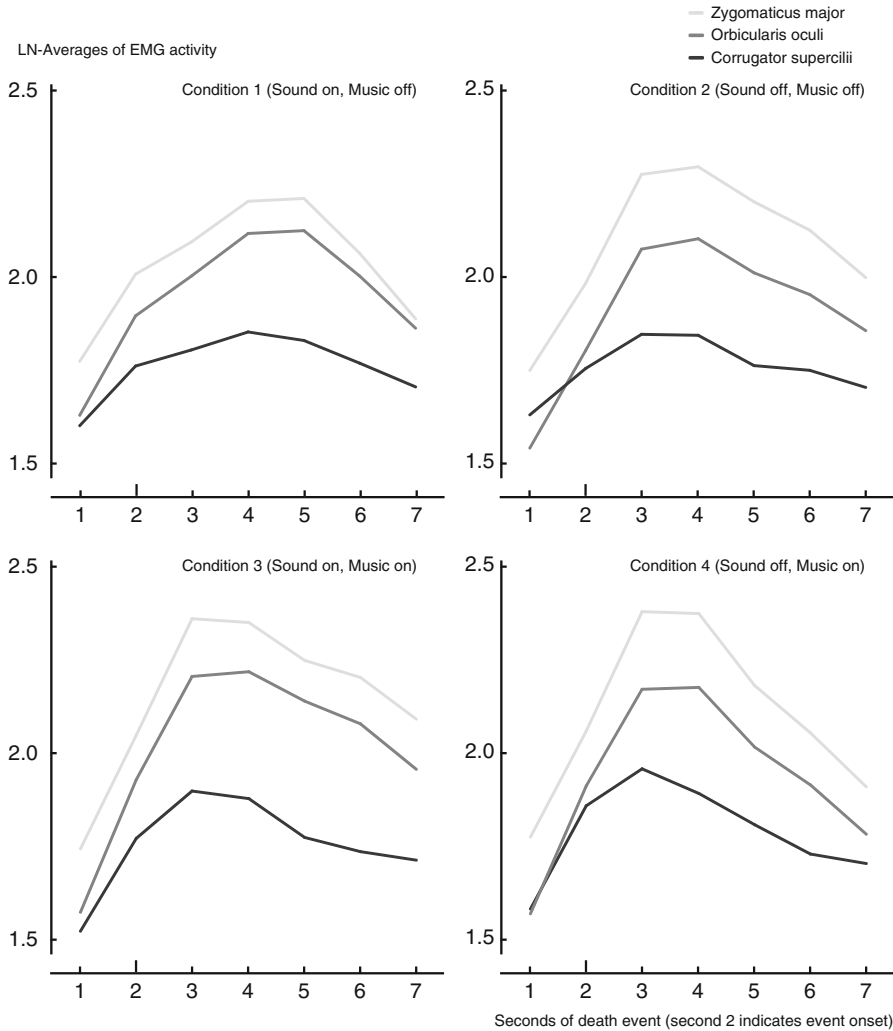 Zygomaticus major
Orbicularis oculi
Corrugator supercilii
LN-Averages of EMG activity
Condition 1 (Sound on, Music off)
2.5
2.0
1.5
1 2 3 4 5 6 7
Condition 2 (Sound off, Music off)
2.5
2.0
1.5
1 2 3 4 5 6 7
Condition 3 (Sound on, Music on)
2.5
2.0
1.5
1 2 3 4 5 6 7
Condition 4 (Sound off, Music on)
2.5
2.0
1.5
1 2 3 4 5 6 7
Seconds of death event (second 2 indicates event onset)